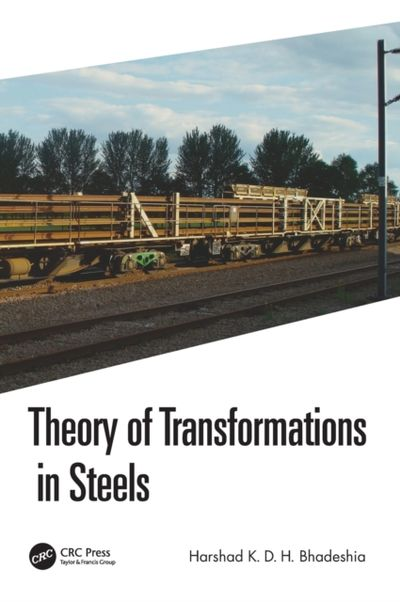 Theory of Transformations
in Steels
CRC
CRC Press
Taylor & Francis Group
Harshad K. D. H. Bhadeshia